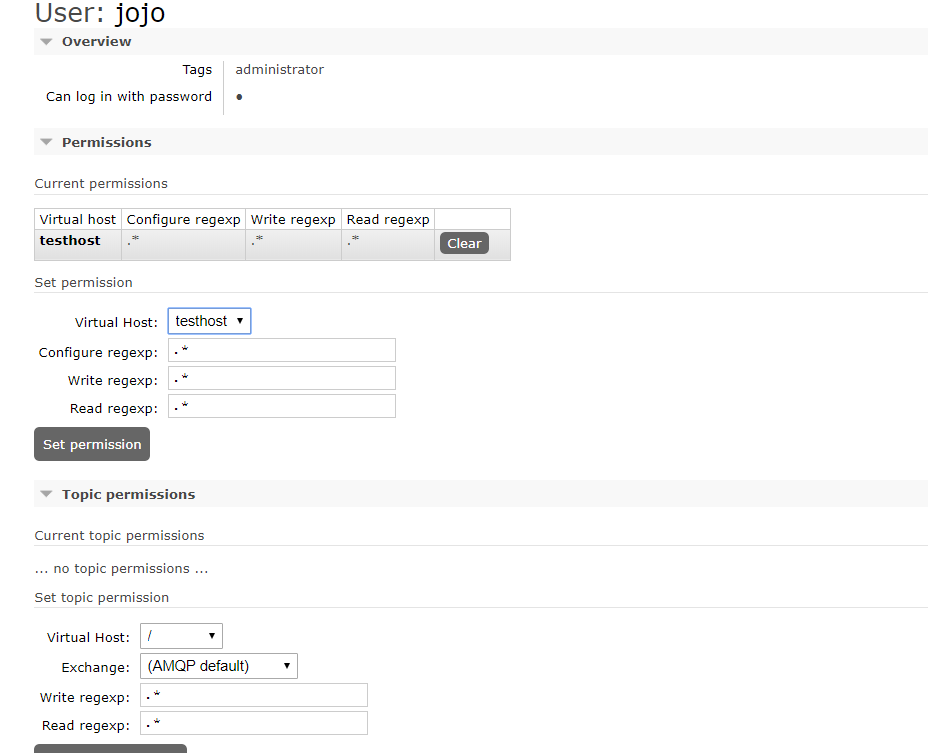 User: jojo
Overview
Tags administrator
Can log in with password ●
Permissions
Current permissions
Virtual host Configure regexp Write regexp Read regexp
testhost .* .* .* Clear
Set permission
Virtual Host: testhost
Configure regexp: .*
Write regexp: .*
Read regexp: .*
Set permission
Topic permissions
Current topic permissions
... no topic permissions ...
Set topic permission
Virtual Host: /
Exchange: (AMQP default)
Write regexp: .*
Read regexp: .*